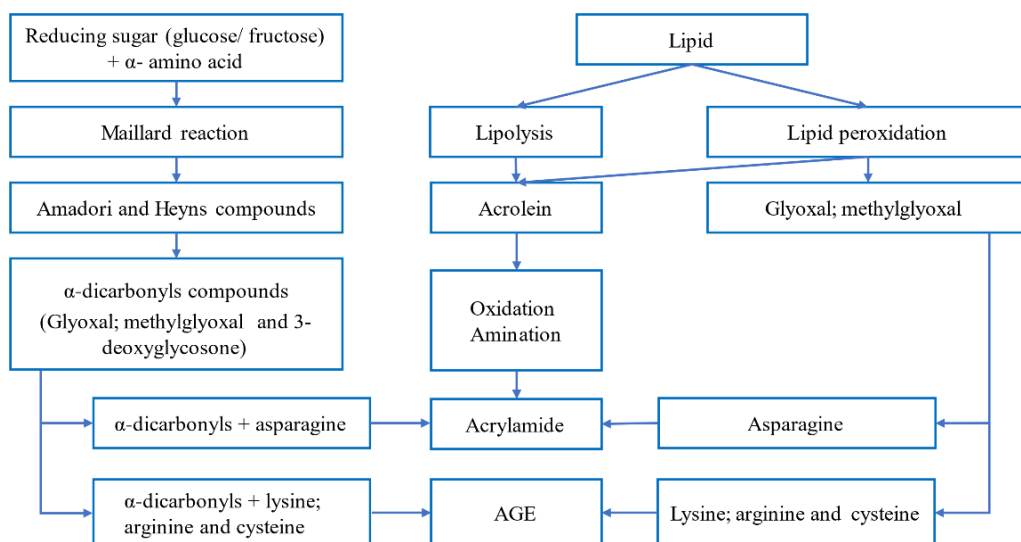 Reducing sugar (glucose/ fructose)
+ α- amino acid
Lipid
Maillard reaction
Lipolysis
Lipid peroxidation
Amadori and Heyns compounds
Acrolein
Glyoxal; methylglyoxal
α-dicarbonyls compounds
(Glyoxal; methylglyoxal and 3-
deoxyglycosone)
Oxidation
Amination
α-dicarbonyls + asparagine
Acrylamide
Asparagine
α-dicarbonyls + lysine;
arginine and cysteine
AGE
Lysine; arginine and cysteine